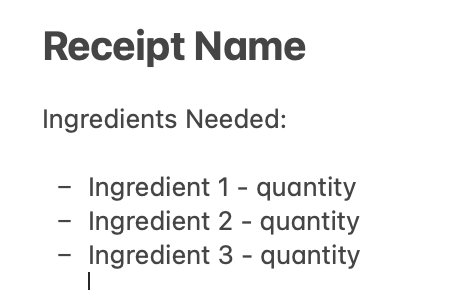 Receipt Name
Ingredients Needed:
– Ingredient 1 - quantity
– Ingredient 2 - quantity
– Ingredient 3 - quantity